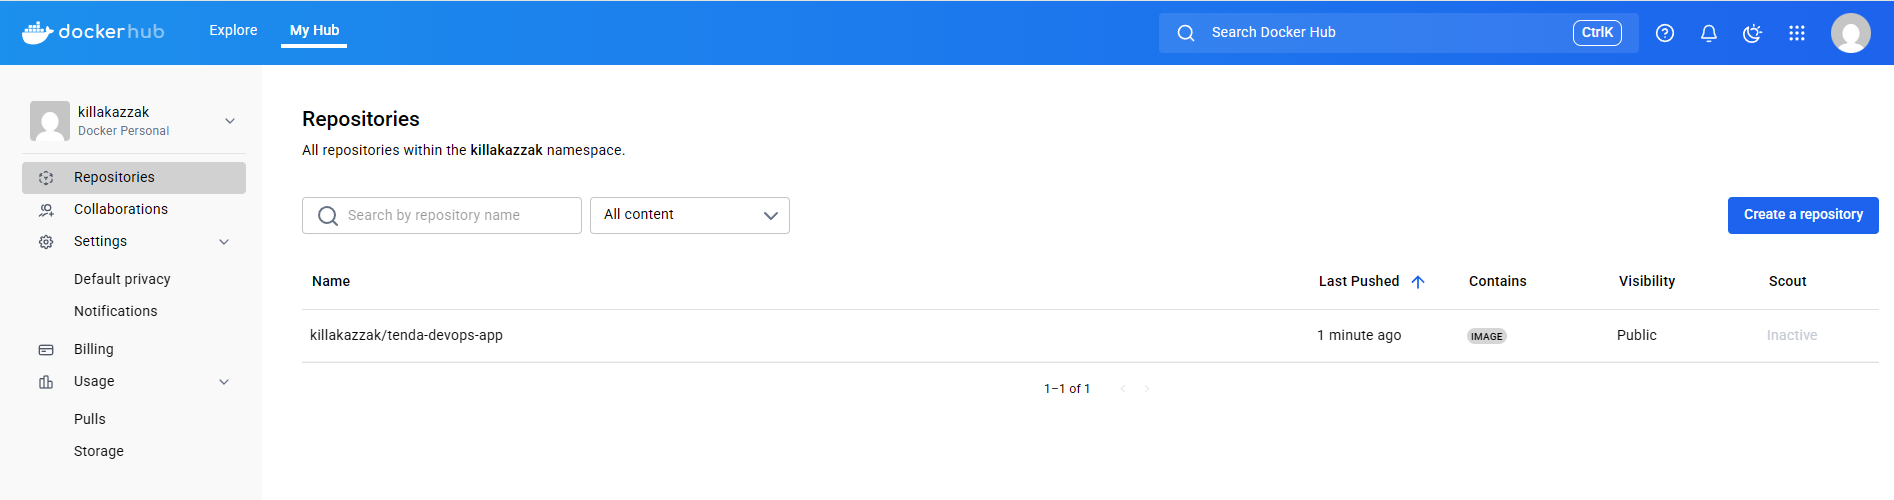 dockerhub
Explore
My Hub
Search Docker Hub
CtrlK
killakazzak
Docker Personal
Repositories
Collaborations
Settings
Default privacy
Notifications
Billing
Usage
Pulls
Storage
Repositories
All repositories within the killakazzak namespace.
Search by repository name
All content
Create a repository
Name Last Pushed Contains Visibility Scout
killakazzak/tenda-devops-app 1 minute ago IMAGE Public Inactive
1–1 of 1